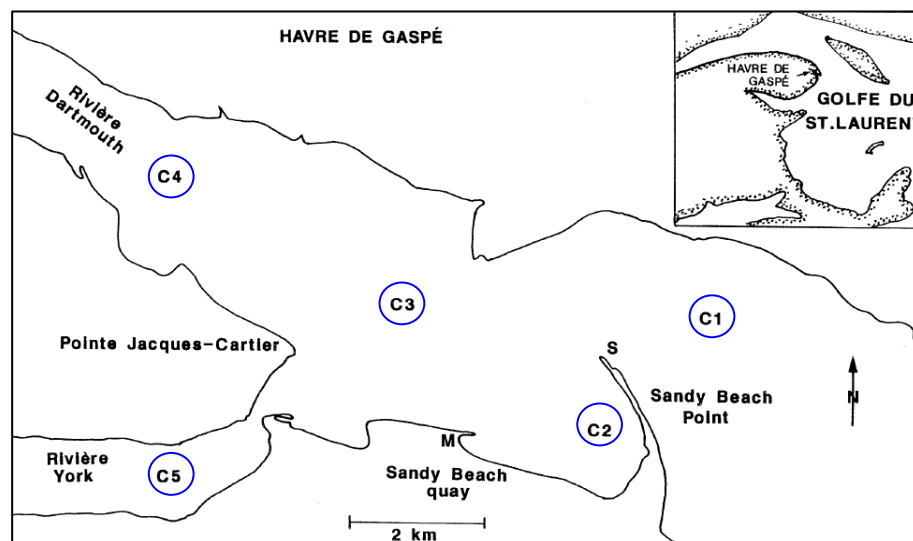 HAVRE DE GASPÉ
HAVRE DE
GASPÉ
GOLFE DU
ST.LAUREN
Rivière
Dartmouth
C4
C3
C1
Pointe Jacques-Cartier
S
Sandy Beach
Point
N
C2
M
Rivière
York
C5
Sandy Beach
quay
2 km